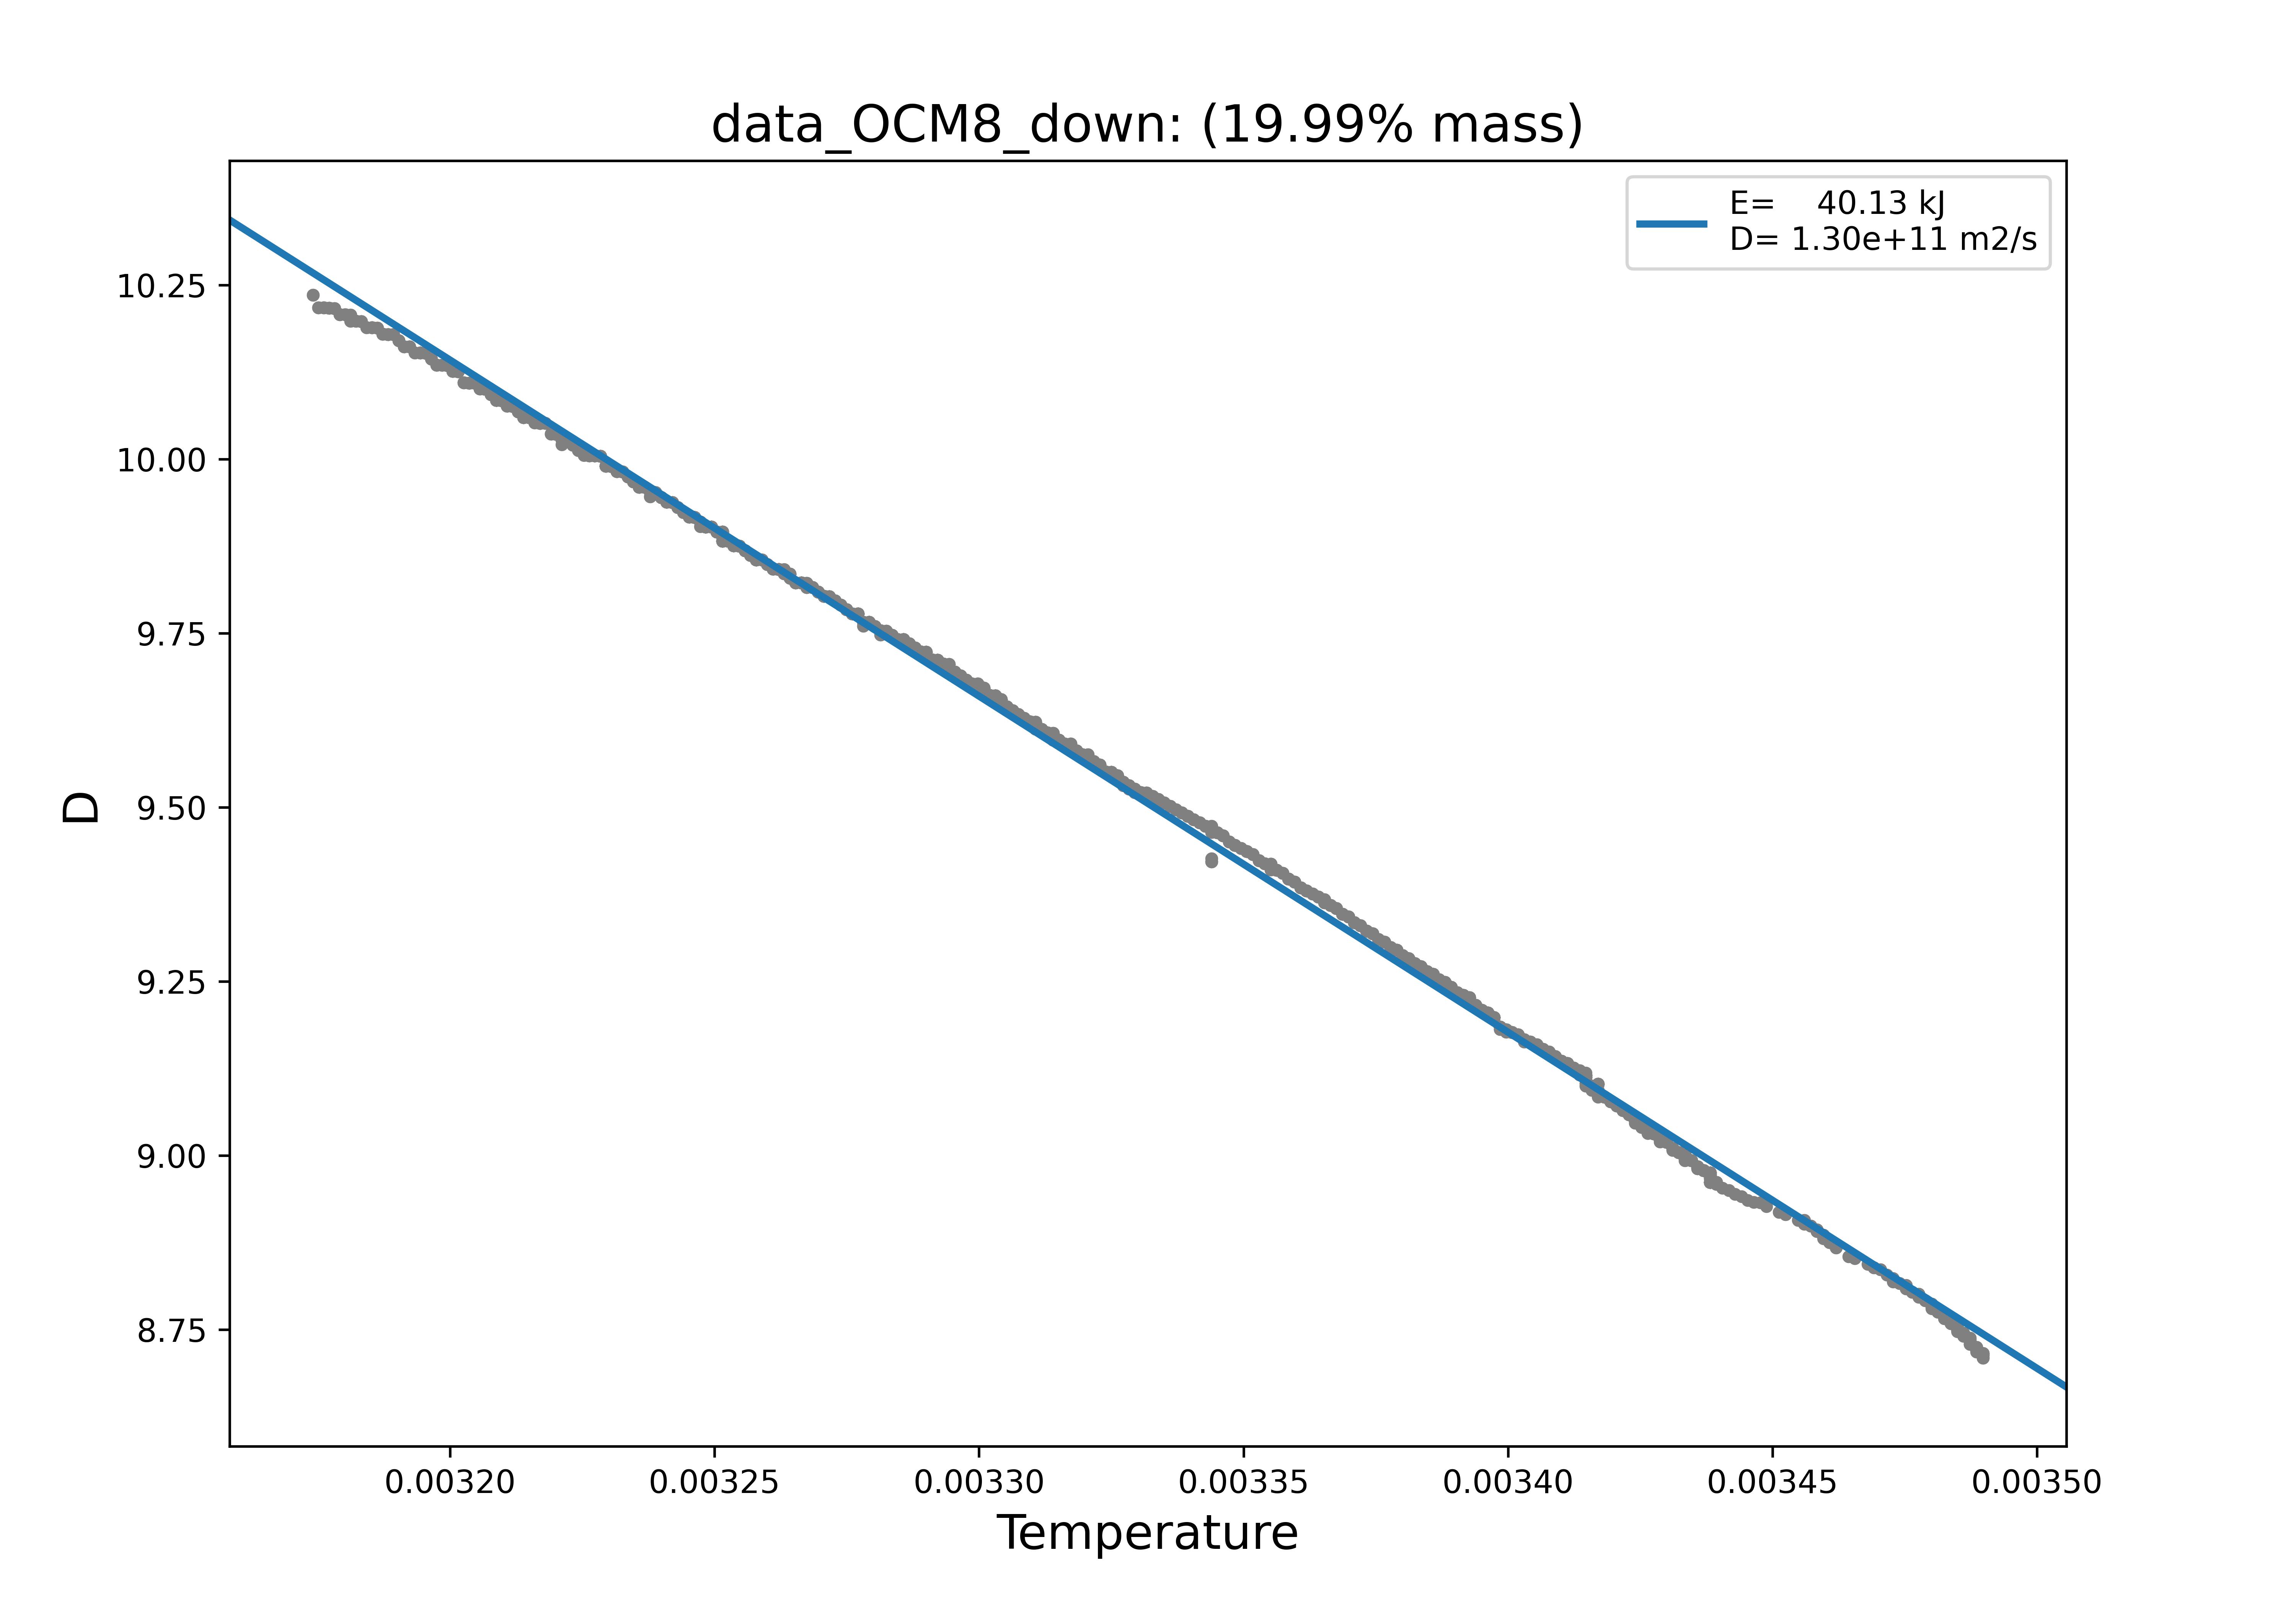 data_OCM8_down: (19.99% mass)
E= 40.13 kJ
D= 1.30e+11 m2/s
10.25
10.00
9.75
9.50
9.25
9.00
8.75
D
0.00320 0.00325 0.00330 0.00335 0.00340 0.00345 0.00350
Temperature